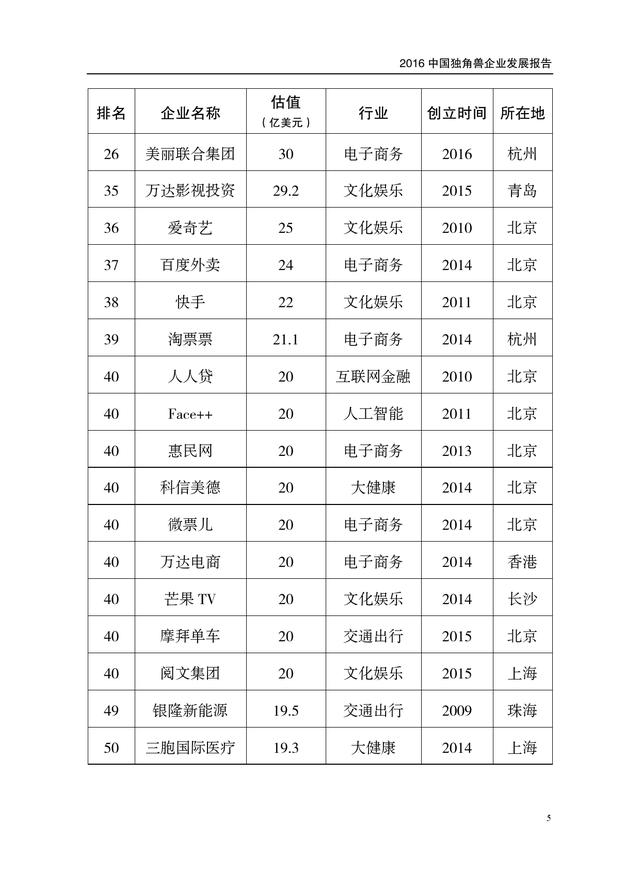 2016 中国独角兽企业发展报告
排名 企业名称 估值（亿美元） 行业 创立时间 所在地
26 美丽联合集团 30 电子商务 2016 杭州
35 万达影视投资 29.2 文化娱乐 2015 青岛
36 爱奇艺 25 文化娱乐 2010 北京
37 百度外卖 24 电子商务 2014 北京
38 快手 22 文化娱乐 2011 北京
39 淘票票 21.1 电子商务 2014 杭州
40 人人贷 20 互联网金融 2010 北京
40 Face++ 20 人工智能 2011 北京
40 惠民网 20 电子商务 2013 北京
40 科信美德 20 大健康 2014 北京
40 微票儿 20 电子商务 2014 北京
40 万达电商 20 电子商务 2014 香港
40 芒果 TV 20 文化娱乐 2014 长沙
40 摩拜单车 20 交通出行 2015 北京
40 阅文集团 20 文化娱乐 2015 上海
49 银隆新能源 19.5 交通出行 2009 珠海
50 三胞国际医疗 19.3 大健康 2014 上海
5